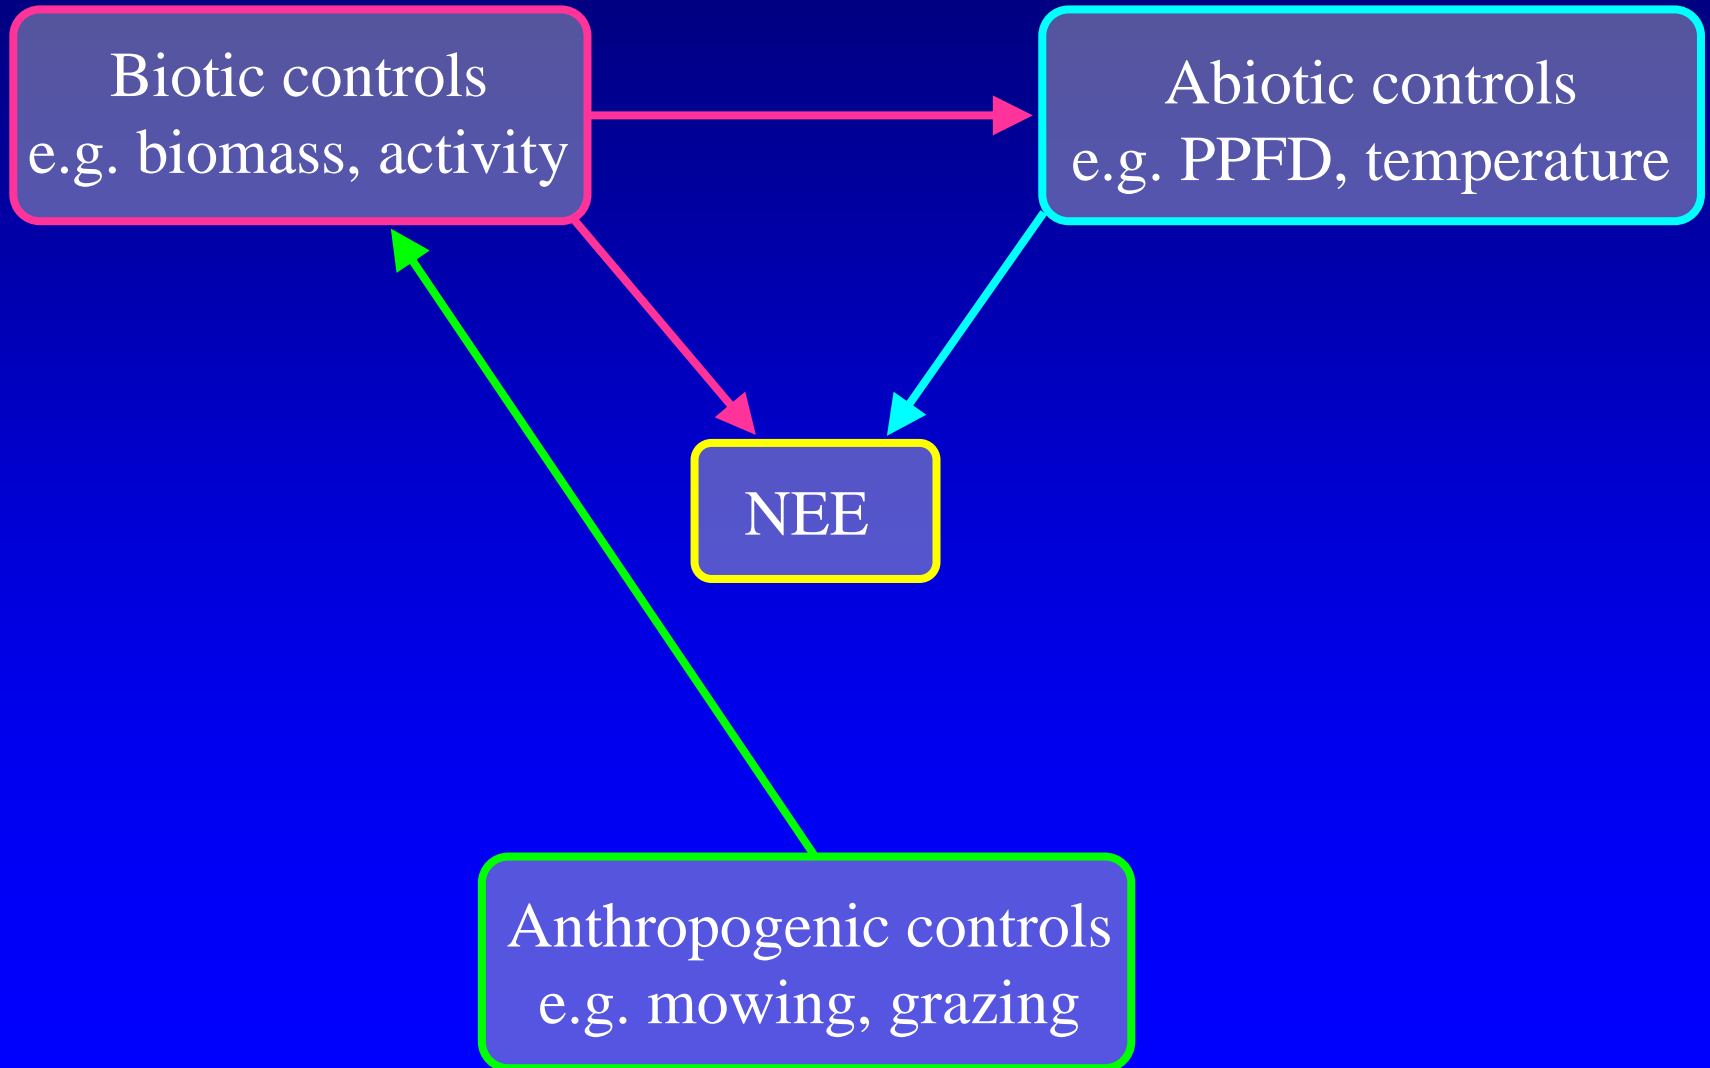 Biotic controls
e.g. biomass, activity
Abiotic controls
e.g. PPFD, temperature
NEE
Anthropogenic controls
e.g. mowing, grazing